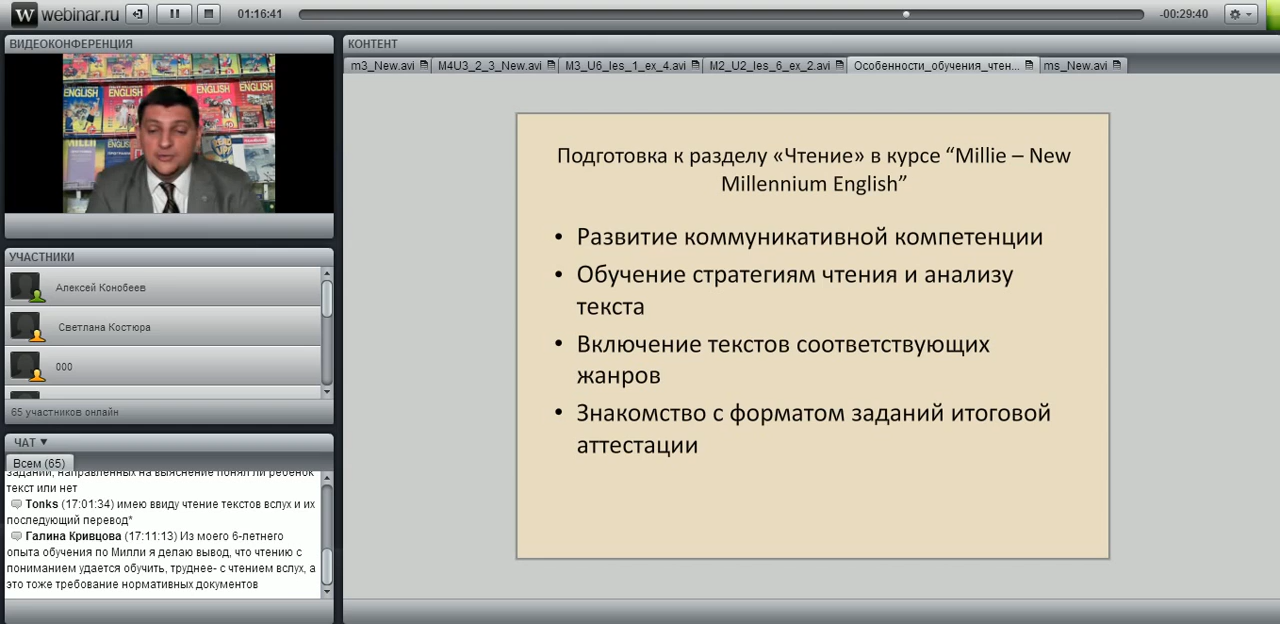 webinar.ru
01:16:41
-00:29:40
ВИДЕОКОНФЕРЕНЦИЯ
ENGLISH
ENGLISH
УЧАСТНИКИ
Алексей Конобеев
Светлана Костюра
000
65 участников онлайн
ЧАТ ▼
Всем (65)
заданий, направленных на выяснение понял ли ребенок
текст или нет
Tonks (17:01:34) имею ввиду чтение текстов вслух и их
последующий перевод*
Галина Кривцова (17:11:13) Из моего 6-летнего
опыта обучения по Милли я делаю вывод, что чтению с
пониманием удается обучить, труднее- с чтением вслух, а
это тоже требование нормативных документов
КОНТЕНТ
m3_New.avi
M4U3_2_3_New.avi
M3_U6_les_1_ex_4.avi
M2_U2_les_6_ex_2.avi
Особенности_обучения_чтен...
ms_New.avi
Подготовка к разделу «Чтение» в курсе “Millie – New
Millennium English”
• Развитие коммуникативной компетенции
• Обучение стратегиям чтения и анализу
текста
• Включение текстов соответствующих
жанров
• Знакомство с форматом заданий итоговой
аттестации